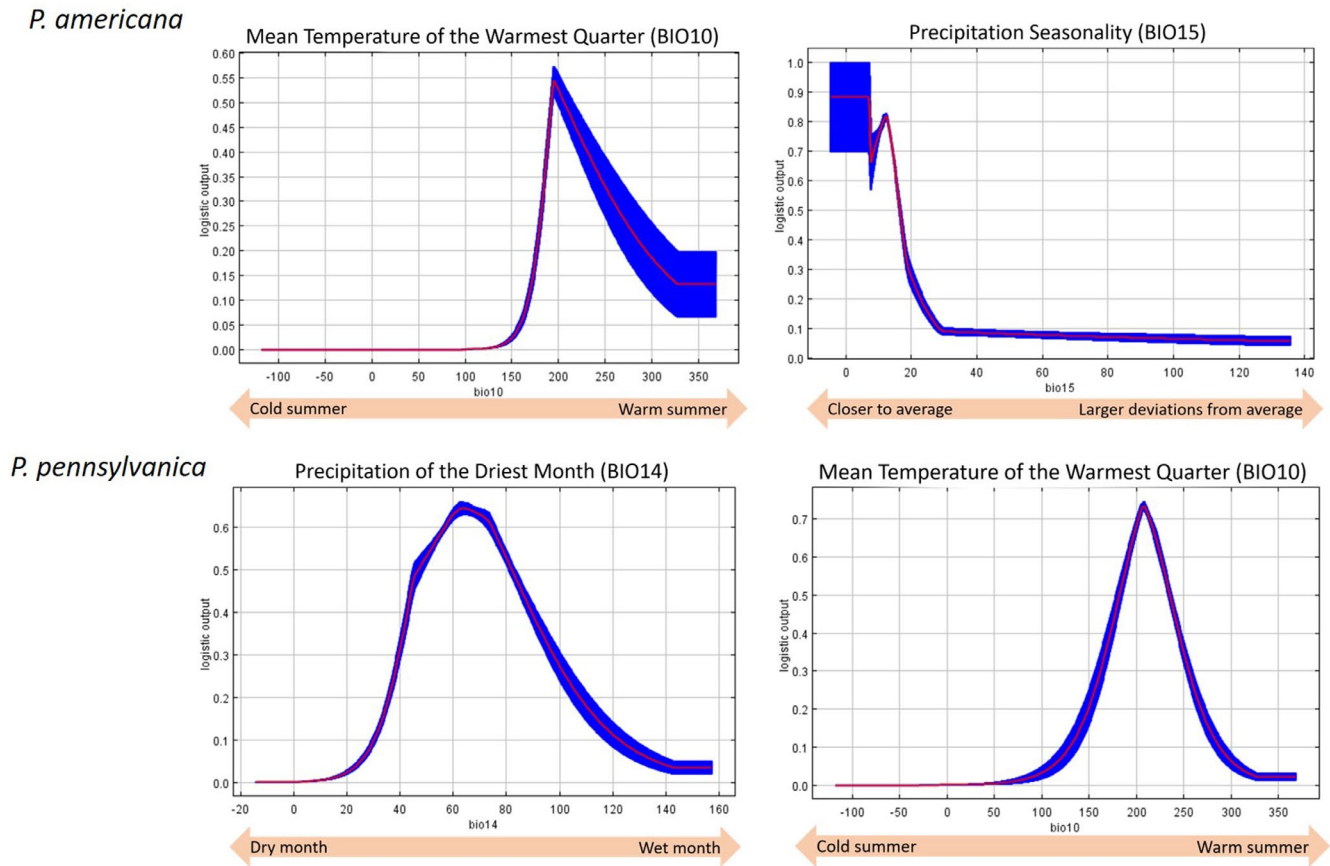 P. americana
Mean Temperature of the Warmest Quarter (BIO10)
0.60
0.55
0.50
0.45
0.40
0.35
0.30
0.25
0.20
0.15
0.10
0.05
0.00
logistic output
-100 -50 0 50 100 150 200 250 300 350
bio10
Cold summer Warm summer
Precipitation Seasonality (BIO15)
1.0
0.9
0.8
0.7
0.6
0.5
0.4
0.3
0.2
0.1
0.0
logistic output
0 20 40 60 80 100 120 140
bio15
Closer to average Larger deviations from average
P. pennsylvanica
Precipitation of the Driest Month (BIO14)
0.6
0.5
0.4
0.3
0.2
0.1
0.0
logistic output
-20 0 20 40 60 80 100 120 140 160
bio14
Dry month Wet month
Mean Temperature of the Warmest Quarter (BIO10)
0.7
0.6
0.5
0.4
0.3
0.2
0.1
0.0
logistic output
-100 -50 0 50 100 150 200 250 300 350
bio10
Cold summer Warm summer